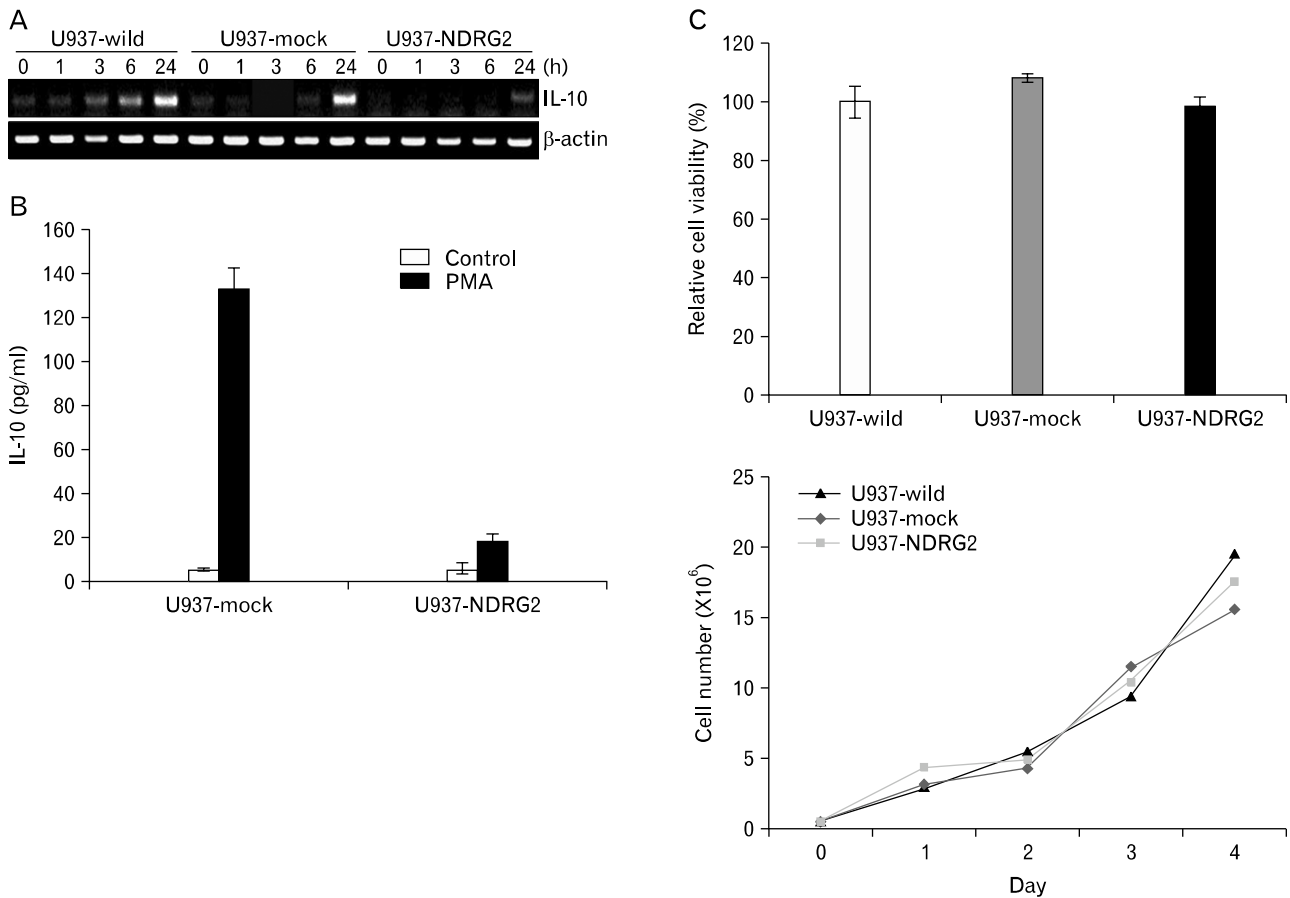 A
U937-wild U937-mock U937-NDRG2
0 1 3 6 24 0 1 3 6 24 0 1 3 6 24 (h)
IL-10
β-actin
B
160
140
120
100
80
60
40
20
0
IL-10 (pg/ml)
Control
PMA
U937-mock U937-NDRG2
C
120
100
80
60
40
20
0
Relative cell viability (%)
U937-wild U937-mock U937-NDRG2
25
20
15
10
5
0
Cell number (X10⁶)
U937-wild
U937-mock
U937-NDRG2
0 1 2 3 4
Day